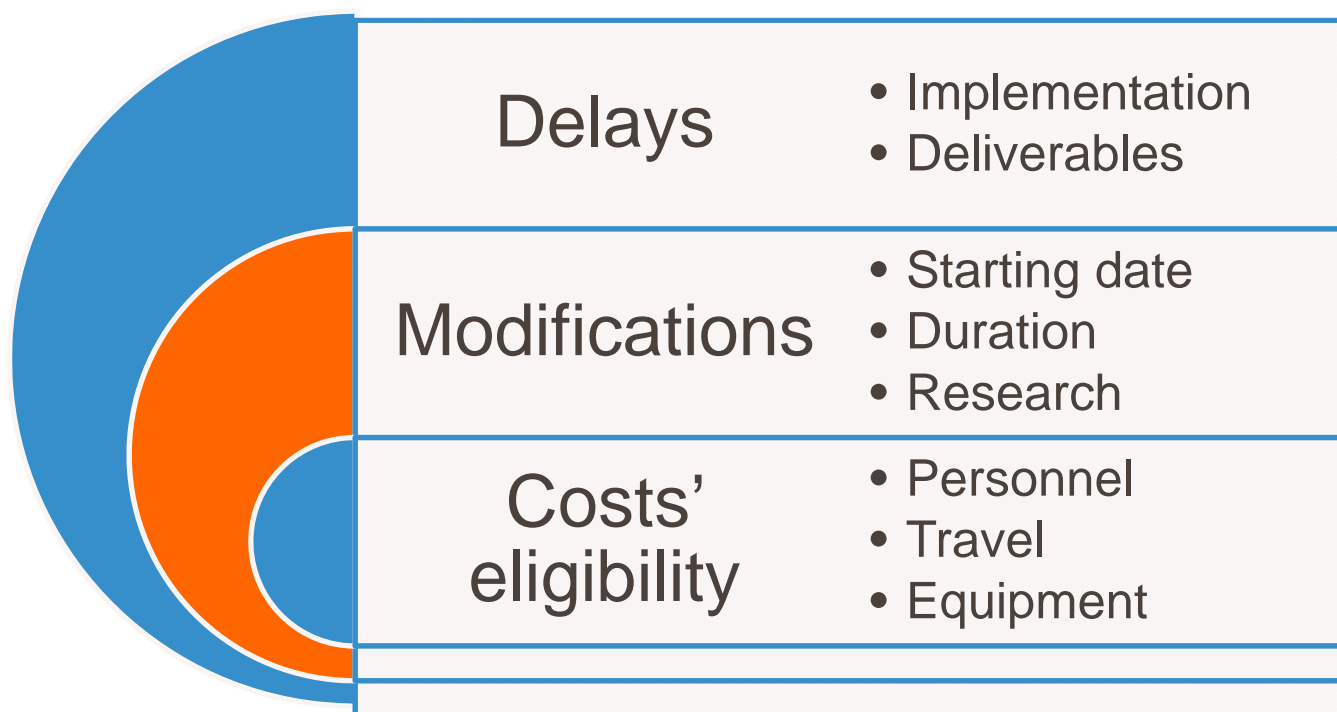 Delays
• Implementation
• Deliverables
Modifications
• Starting date
• Duration
• Research
Costs’
eligibility
• Personnel
• Travel
• Equipment